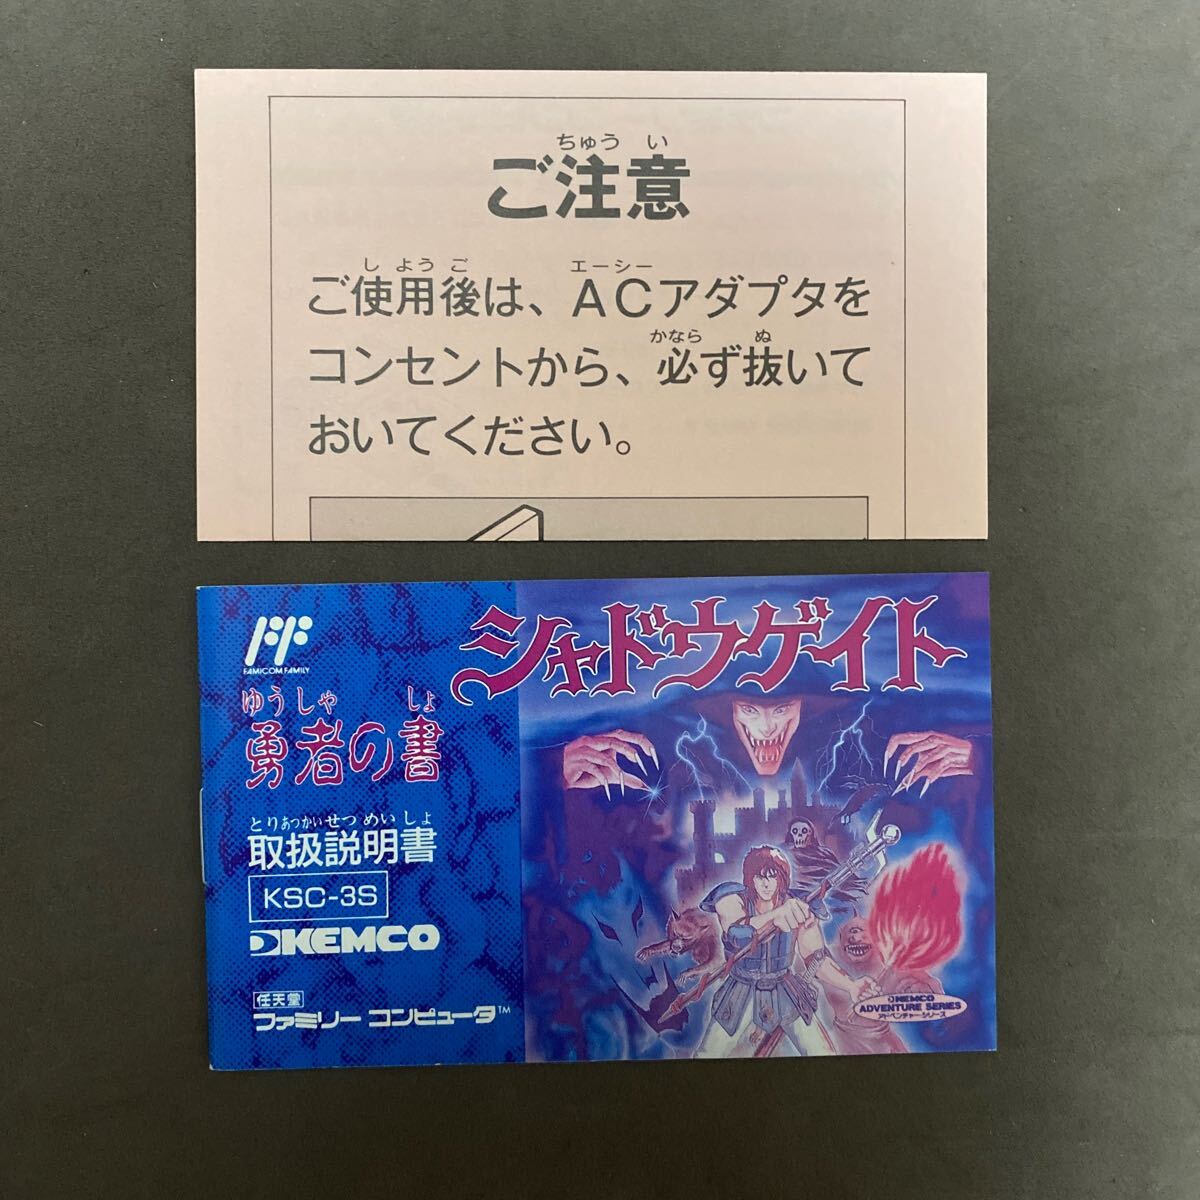 ちゅう い
ご注意
し よう ご エーシー
ご使用後は、ACアダプタを
かなら ぬ
コンセントから、必ず抜いて
おいてください。
シャドウゲイト
FAMICOM FAMILY
ゆうしゃ しょ
勇者の書
とりあつかいせつ めい しょ
取扱説明書
KSC-3S
KEMCO
任天堂
ファミリー コンピュータ™
KEMCO
ADVENTURE SERIES
アドベンチャーシリーズ